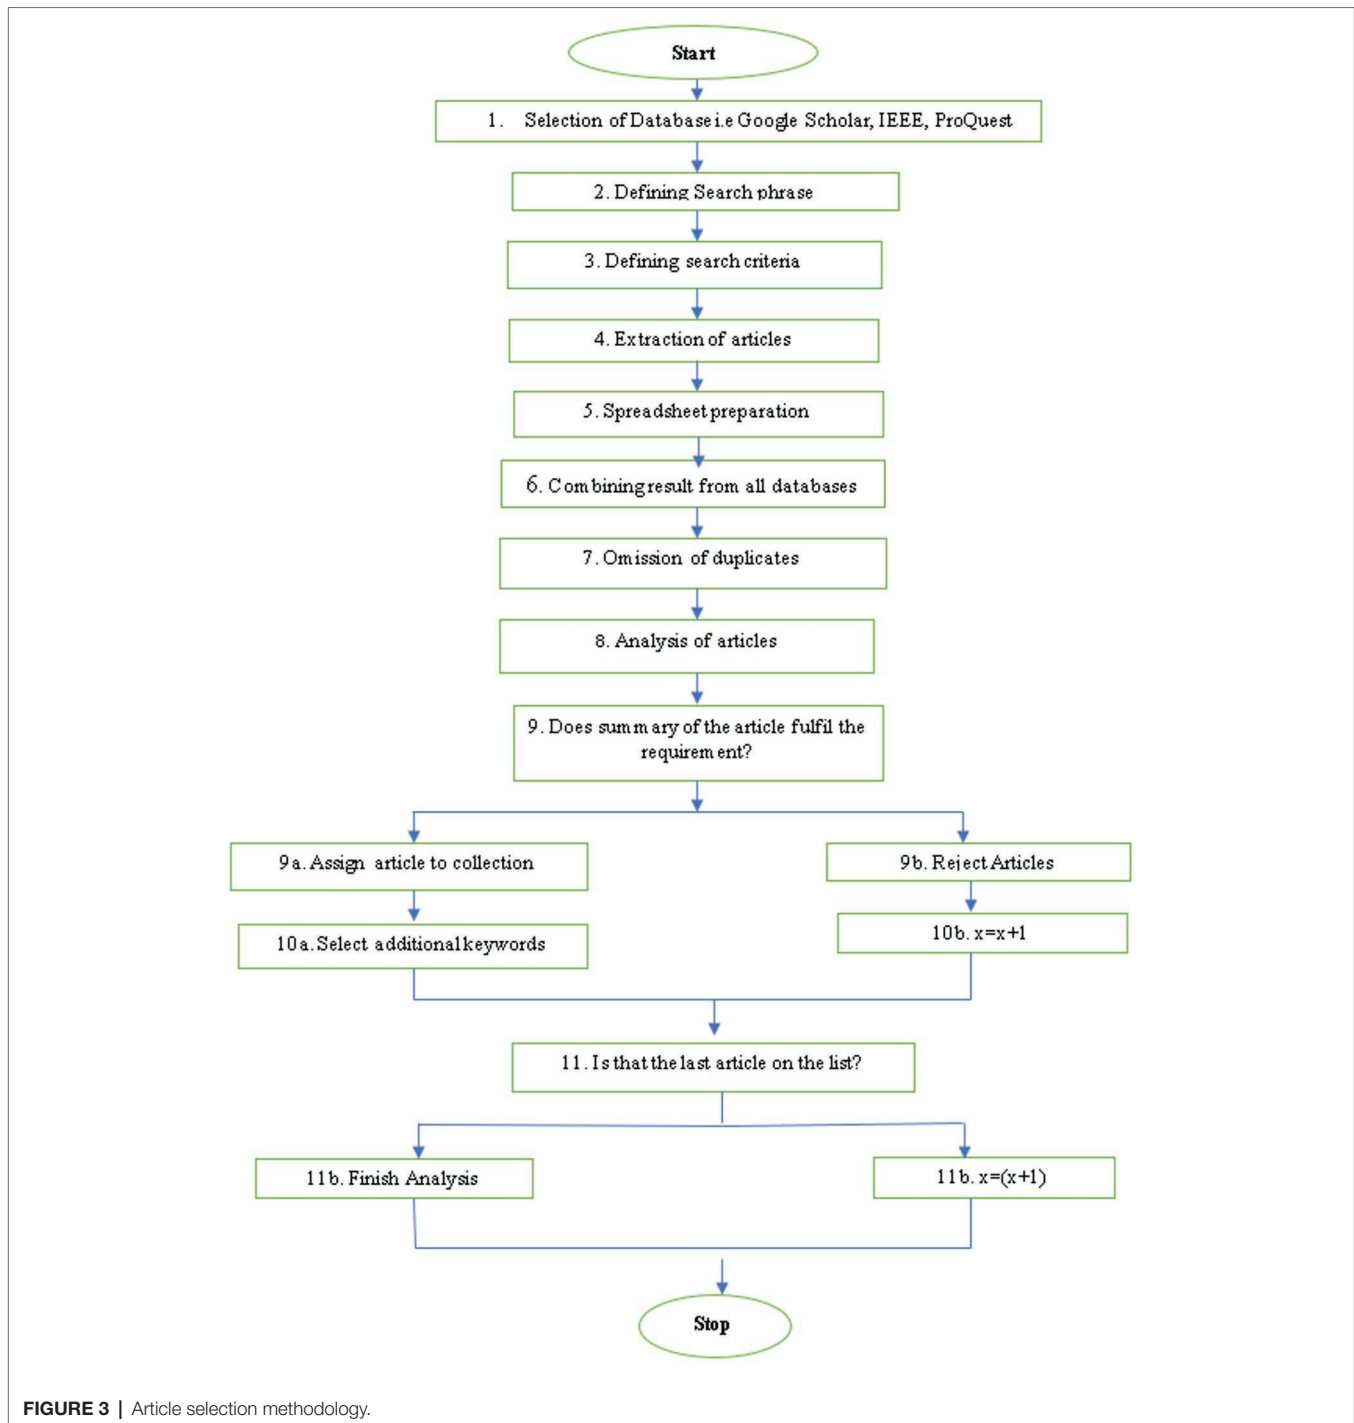 Start
1. Selection of Database i.e Google Scholar, IEEE, ProQuest
2. Defining Search phrase
3. Defining search criteria
4. Extraction of articles
5. Spreadsheet preparation
6. Combining result from all databases
7. Omission of duplicates
8. Analysis of articles
9. Does summary of the article fulfil the
requirement?
9a. Assign article to collection
9b. Reject Articles
10a. Select additional keywords
10b. x=x+1
11. Is that the last article on the list?
11b. Finish Analysis
11b. x=(x+1)
Stop
FIGURE 3 | Article selection methodology.